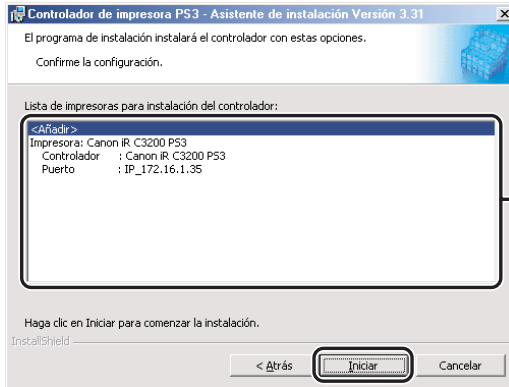 Controlador de impresora PS3 - Asistente de instalación Versión 3.31
El programa de instalación instalará el controlador con estas opciones.
Confirme la configuración.
Lista de impresoras para instalación del controlador:
<Añadir>
Impresora: Canon iR C3200 PS3
Controlador : Canon iR C3200 PS3
Puerto : IP_172.16.1.35
Haga clic en Iniciar para comenzar la instalación.
InstallShield
< Atrás Iniciar Cancelar